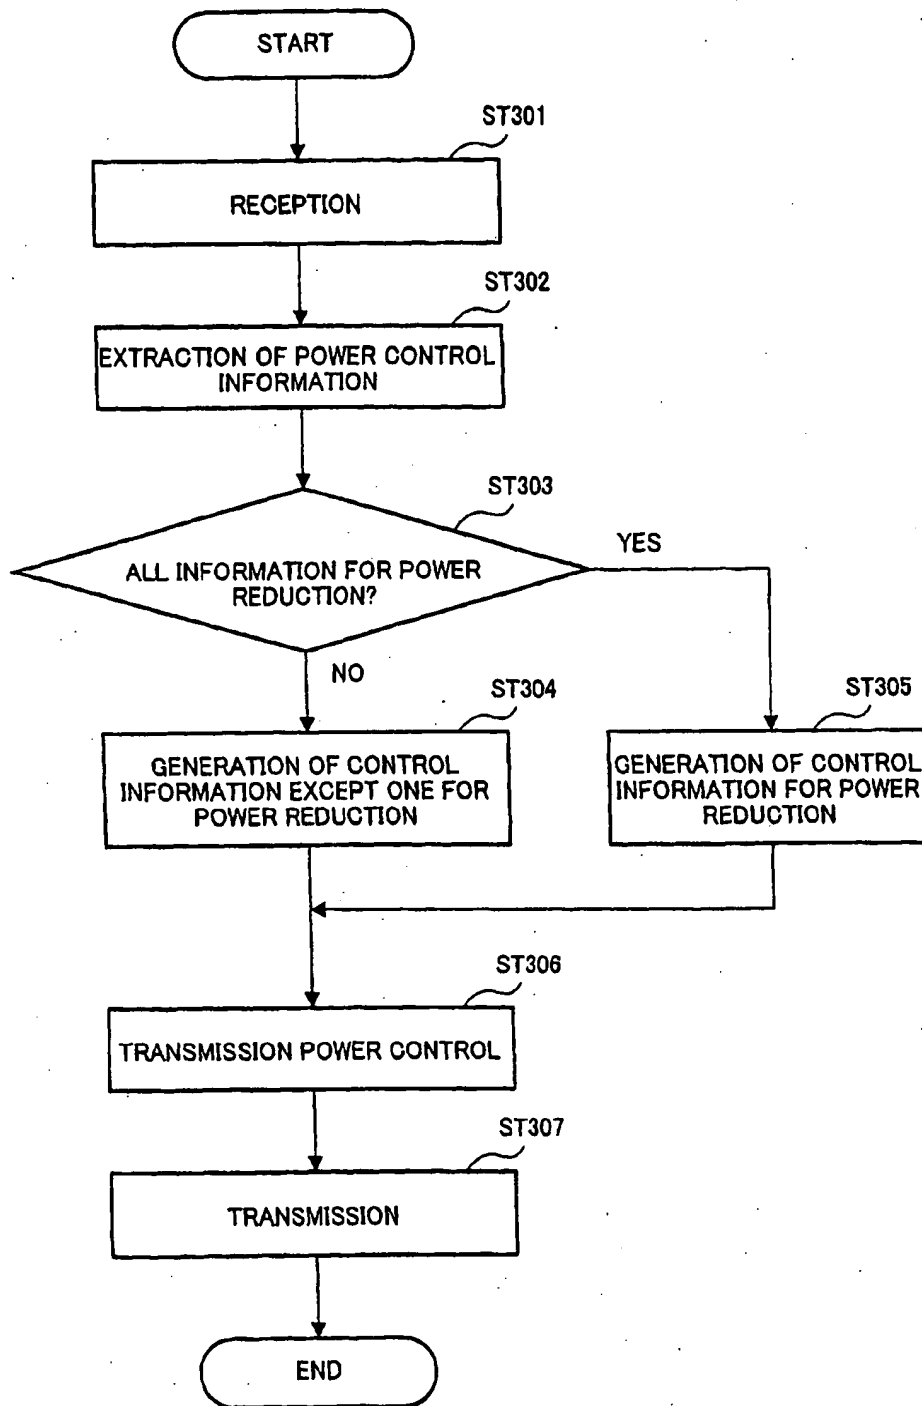 START
ST301
RECEPTION
ST302
EXTRACTION OF POWER CONTROL
INFORMATION
ST303
ALL INFORMATION FOR POWER
REDUCTION?
YES
NO
ST304
GENERATION OF CONTROL
INFORMATION EXCEPT ONE FOR
POWER REDUCTION
ST305
GENERATION OF CONTROL
INFORMATION FOR POWER
REDUCTION
ST306
TRANSMISSION POWER CONTROL
ST307
TRANSMISSION
END